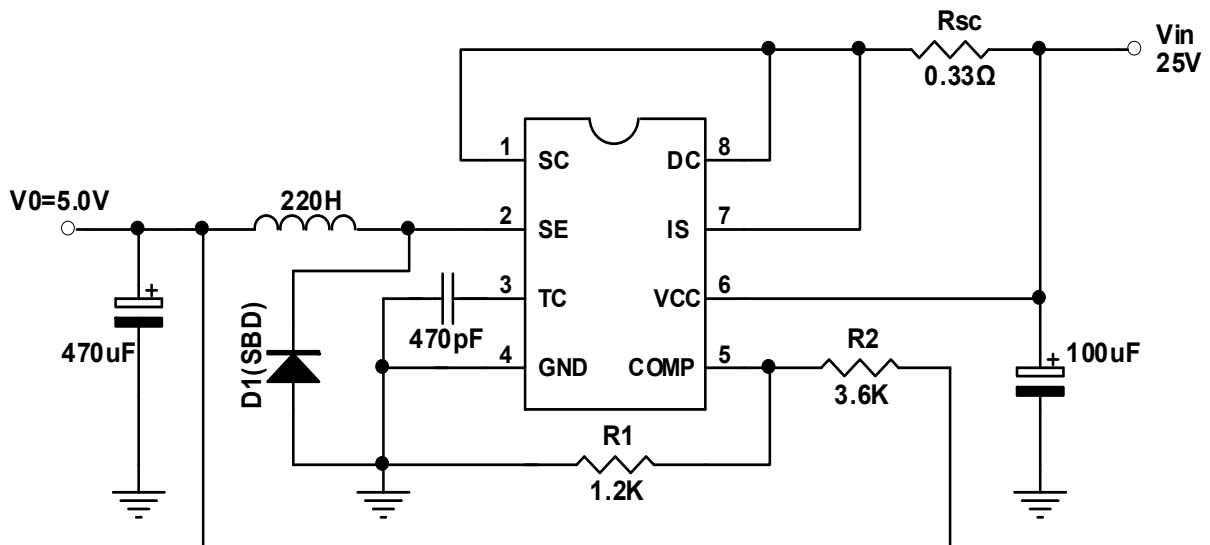 Rsc
Vin
0.33Ω
25V
1
SC
DC
8
V0=5.0V
220H
2
SE
IS
7
3
TC
VCC
6
470pF
D1(SBD)
470uF
4
GND
COMP
5
R2
3.6K
100uF
R1
1.2K
+
+